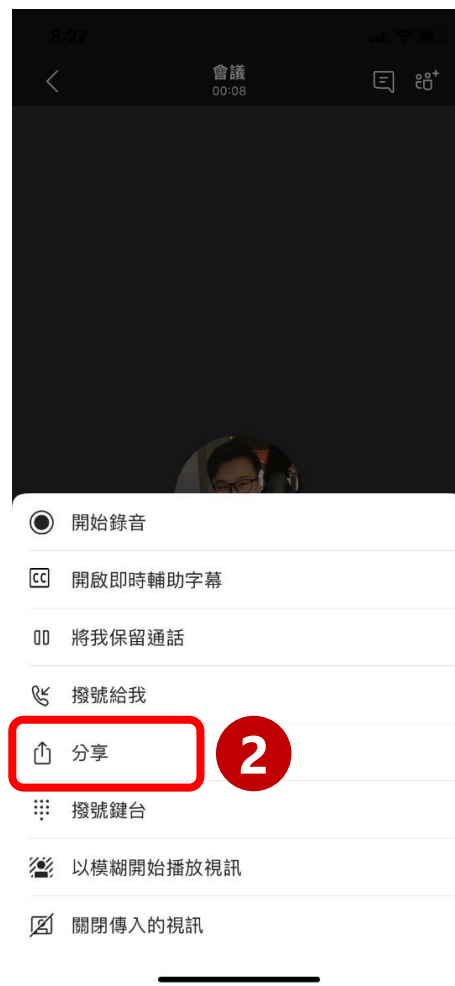 8:27
會議
00:08
開始錄音
CC 開啟即時輔助字幕
將我保留通話
撥號給我
分享
2
撥號鍵台
以模糊開始播放視訊
關閉傳入的視訊